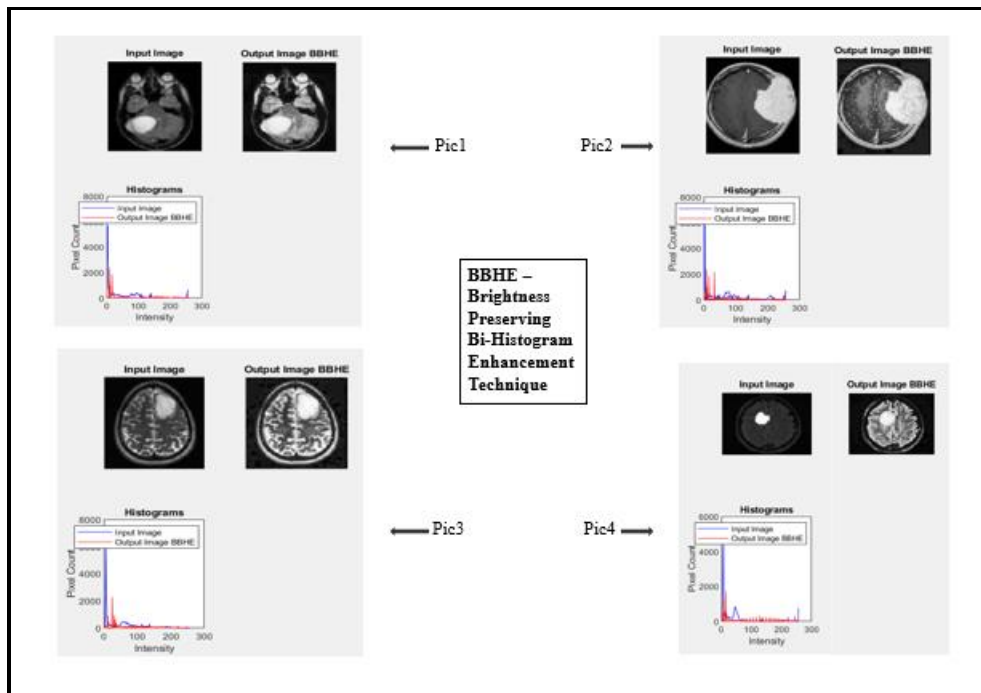 Input Image
Output Image BBHE
Histograms
8000
Input Image
Output Image BBHE
4000
2000
0
Pixel Count
0 100 200 300
Intensity
Pic1
Input Image
Output Image BBHE
Histograms
8000
Input Image
Output Image BBHE
4000
2000
0
Pixel Count
0 100 200 300
Intensity
Pic2
BBHE –
Brightness
Preserving
Bi-Histogram
Enhancement
Technique
Input Image
Output Image BBHE
Histograms
8000
Input Image
Output Image BBHE
4000
2000
0
Pixel Count
0 100 200 300
Intensity
Pic3
Input Image
Output Image BBHE
Histograms
6000
Input Image
Output Image BBHE
4000
2000
0
Pixel Count
0 100 200 300
Intensity
Pic4